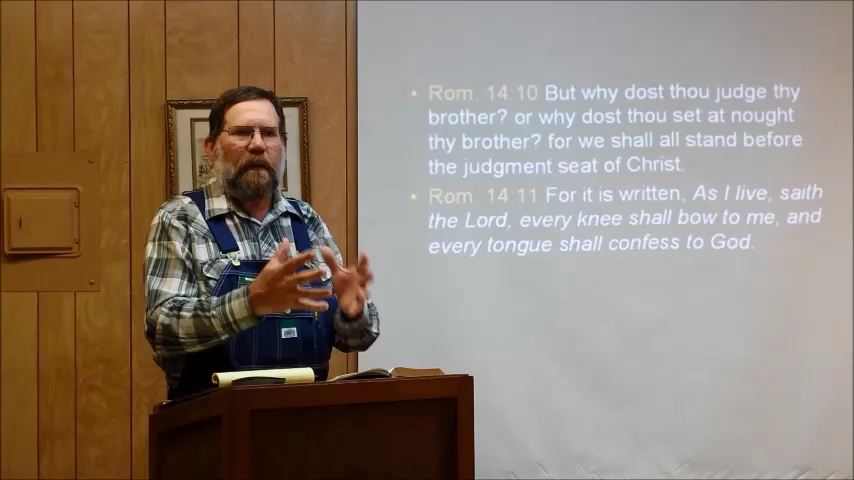 • Rom. 14:10 But why dost thou judge thy
brother? or why dost thou set at nought
thy brother? for we shall all stand before
the judgment seat of Christ.
• Rom. 14:11 For it is written, As I live, saith
the Lord, every knee shall bow to me, and
every tongue shall confess to God.